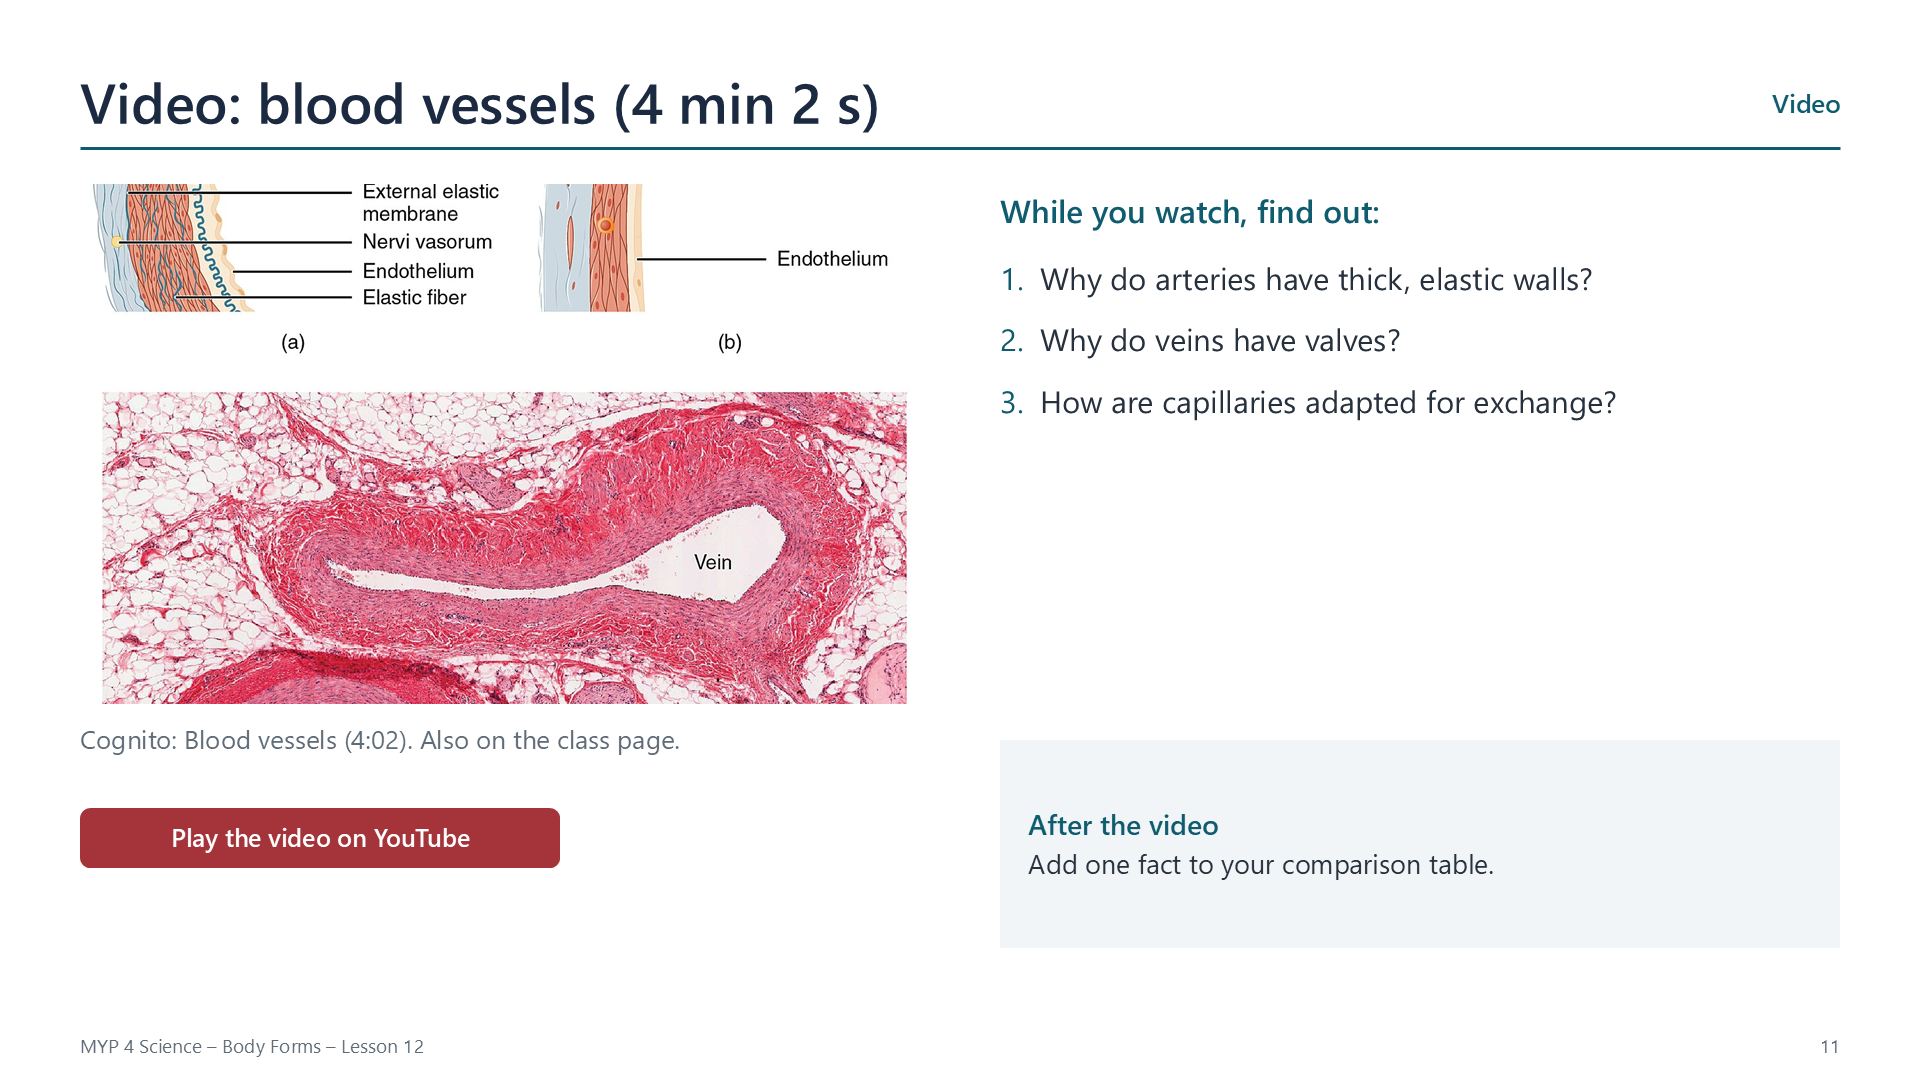 Video: blood vessels (4 min 2 s)
Video
External elastic
membrane
Nervi vasorum
Endothelium
Elastic fiber
(a)
Endothelium
(b)
Vein
Cognito: Blood vessels (4:02). Also on the class page.
Play the video on YouTube
While you watch, find out:
1. Why do arteries have thick, elastic walls?
2. Why do veins have valves?
3. How are capillaries adapted for exchange?
After the video
Add one fact to your comparison table.
MYP 4 Science – Body Forms – Lesson 12
11